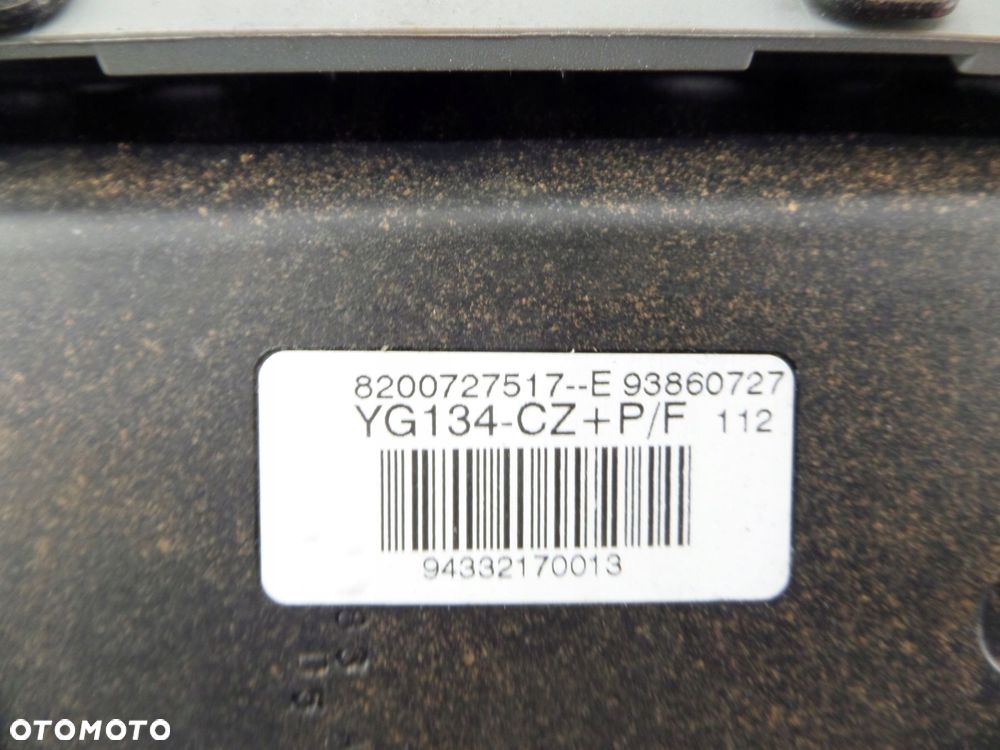 8200727517--E 93860727
YG134-CZ+P/F 112
94332170013
OTOMOTO